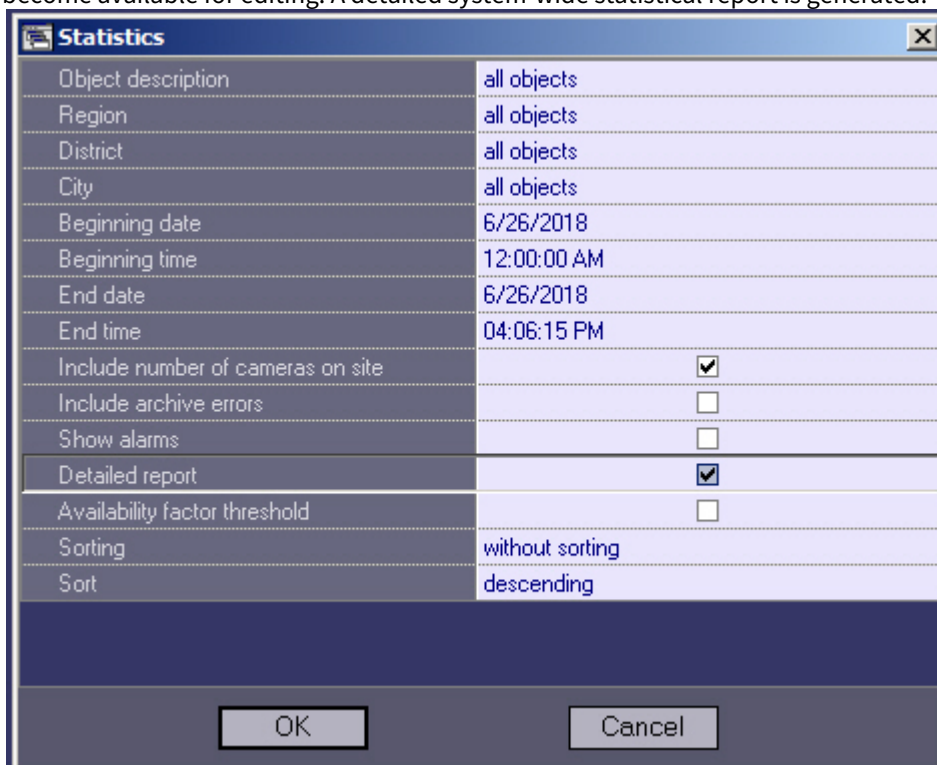 become available for editing. A detailed system-wide statistical report is generated.
Statistics
Object description all objects
Region all objects
District all objects
City all objects
Beginning date 6/26/2018
Beginning time 12:00:00 AM
End date 6/26/2018
End time 04:06:15 PM
Include number of cameras on site
Include archive errors
Show alarms
Detailed report
Availability factor threshold
Sorting without sorting
Sort descending
OK Cancel